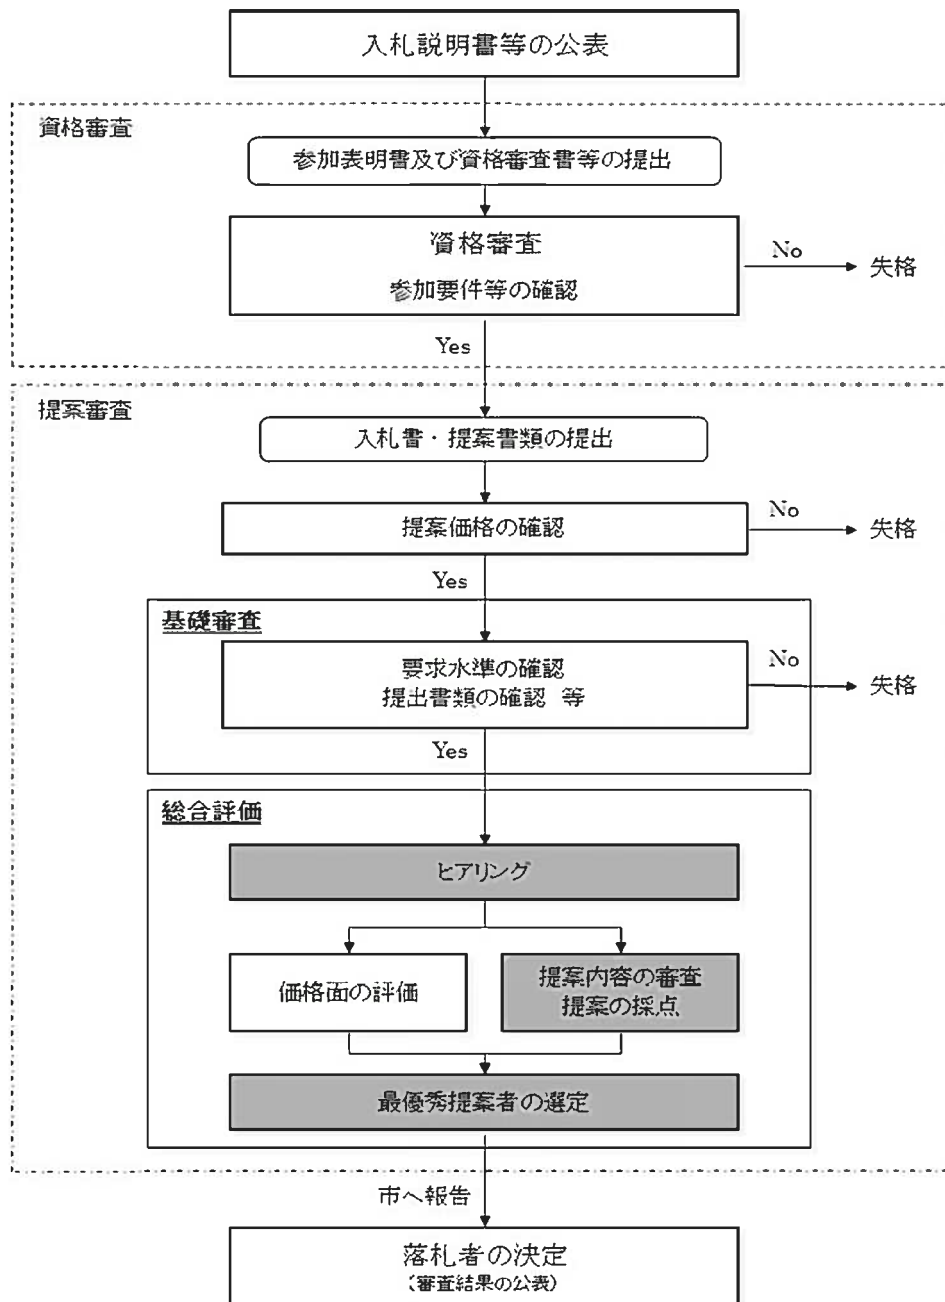 入札説明書等の公表
資格審査
参加表明書及び資格審査書等の提出
資格審査
参加要件等の確認
No
失格
Yes
提案審査
入札書・提案書類の提出
提案価格の確認
No
失格
Yes
基礎審査
要求水準の確認
提出書類の確認 等
No
失格
Yes
総合評価
ヒアリング
価格面の評価
提案内容の審査
提案の採点
最優秀提案者の選定
市へ報告
落札者の決定
(審査結果の公表)